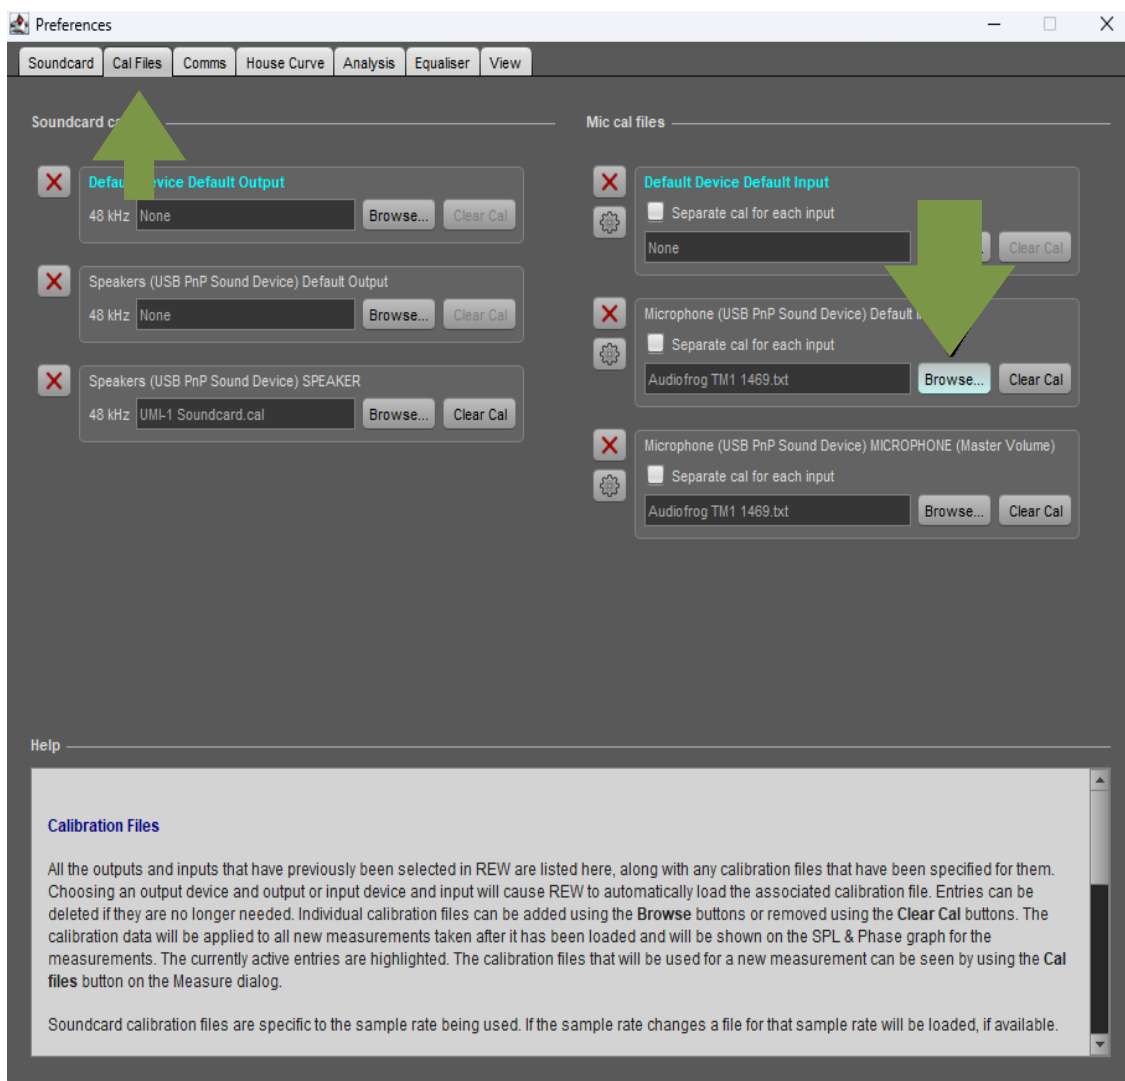 Preferences
Soundcard Cal Files Comms House Curve Analysis Equaliser View
Soundcard
Default Device Default Output
48 kHz None Browse... Clear Cal
Speakers (USB PnP Sound Device) Default Output
48 kHz None Browse... Clear Cal
Speakers (USB PnP Sound Device) SPEAKER
48 kHz UMI-1 Soundcard.cal Browse... Clear Cal
Mic cal files
Default Device Default Input
Separate cal for each input
None Clear Cal
Microphone (USB PnP Sound Device) Default
Separate cal for each input
Audiofrog TM1 1469.txt Browse... Clear Cal
Microphone (USB PnP Sound Device) MICROPHONE (Master Volume)
Separate cal for each input
Audiofrog TM1 1469.txt Browse... Clear Cal
Help
Calibration Files
All the outputs and inputs that have previously been selected in REW are listed here, along with any calibration files that have been specified for them.
Choosing an output device and output or input device and input will cause REW to automatically load the associated calibration file. Entries can be
deleted if they are no longer needed. Individual calibration files can be added using the Browse buttons or removed using the Clear Cal buttons. The
calibration data will be applied to all new measurements taken after it has been loaded and will be shown on the SPL & Phase graph for the
measurements. The currently active entries are highlighted. The calibration files that will be used for a new measurement can be seen by using the Cal
files button on the Measure dialog.
Soundcard calibration files are specific to the sample rate being used. If the sample rate changes a file for that sample rate will be loaded, if available.